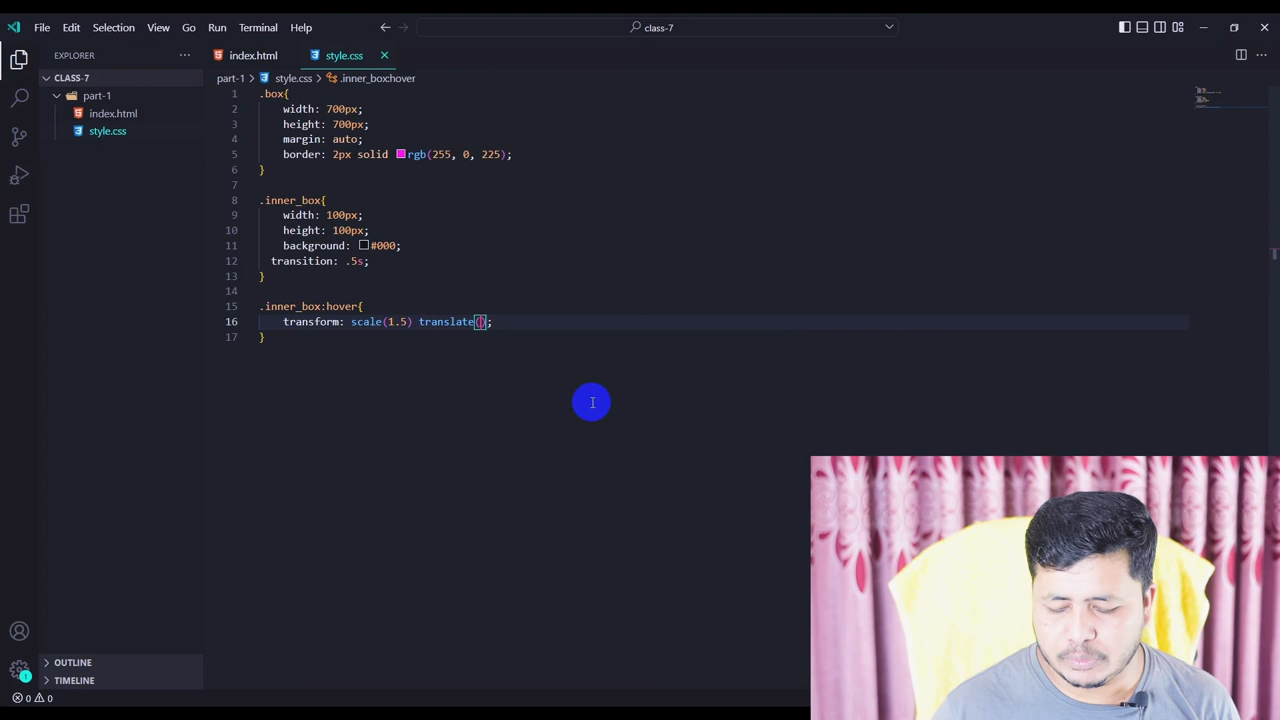 File Edit Selection View Go Run Terminal Help
class-7
EXPLORER
index.html
style.css
CLASS-7
part-1 > style.css > .inner_box:hover
part-1
index.html
style.css
1 .box{
2 width: 700px;
3 height: 700px;
4 margin: auto;
5 border: 2px solid rgb(255, 0, 225);
6 }
7
8 .inner_box{
9 width: 100px;
10 height: 100px;
11 background: #000;
12 transition: .5s;
13 }
14
15 .inner_box:hover{
16 transform: scale(1.5) translate();
17 }
OUTLINE
TIMELINE
1
0 0